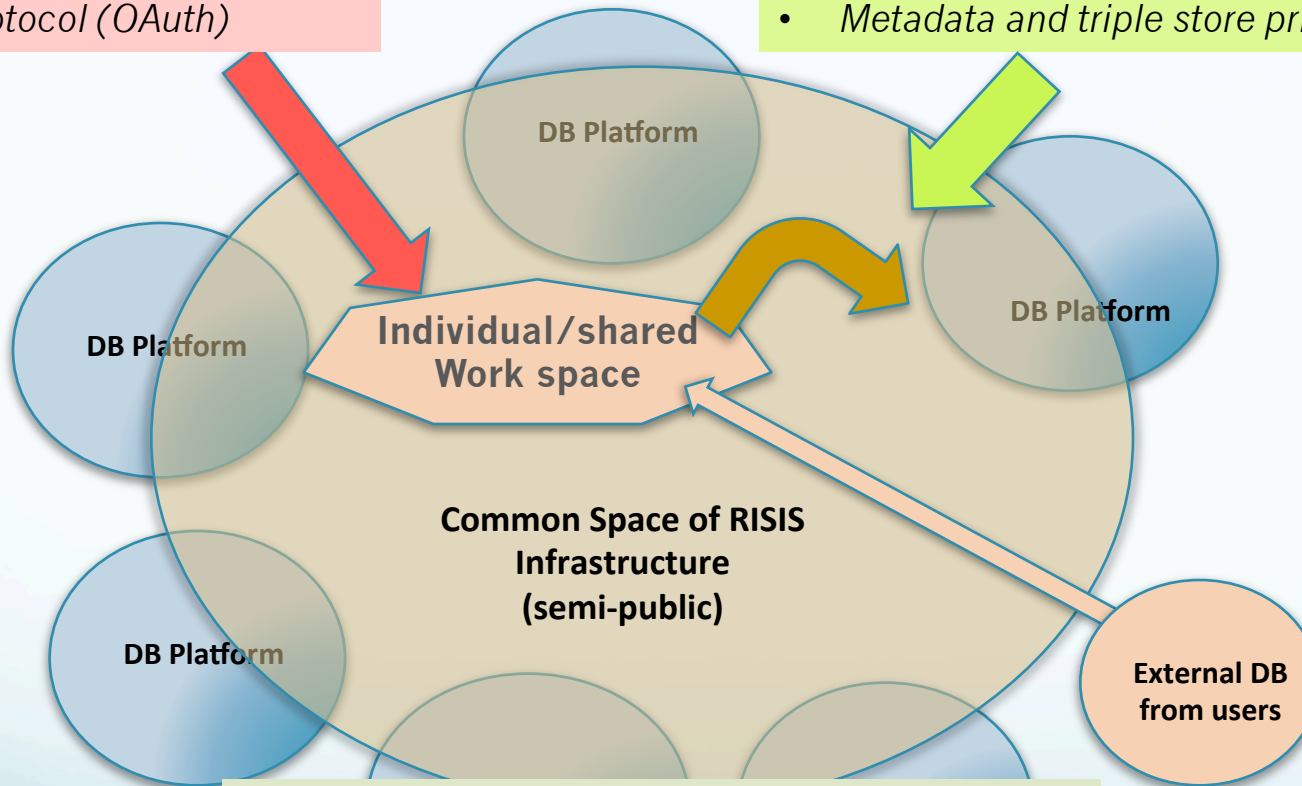 otocol (OAuth)
• Metadata and triple store pri
DB Platform
DB Platform
DB Platform
Individual/shared
Work space
Common Space of RISIS
Infrastructure
(semi-public)
DB Platform
External DB
from users